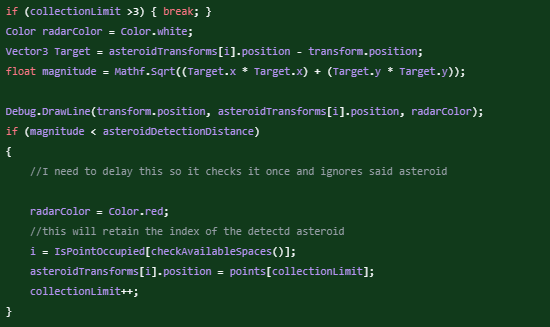 if (collectionLimit >3) { break; }
Color radarColor = Color.white;
Vector3 Target = asteroidTransforms[i].position - transform.position;
float magnitude = Mathf.Sqrt((Target.x * Target.x) + (Target.y * Target.y));
Debug.DrawLine(transform.position, asteroidTransforms[i].position, radarColor);
if (magnitude < asteroidDetectionDistance)
{
//I need to delay this so it checks it once and ignores said asteroid
radarColor = Color.red;
//this will retain the index of the detectd asteroid
i = IsPointOccupied[checkAvailableSpaces()];
asteroidTransforms[i].position = points[collectionLimit];
collectionLimit++;
}